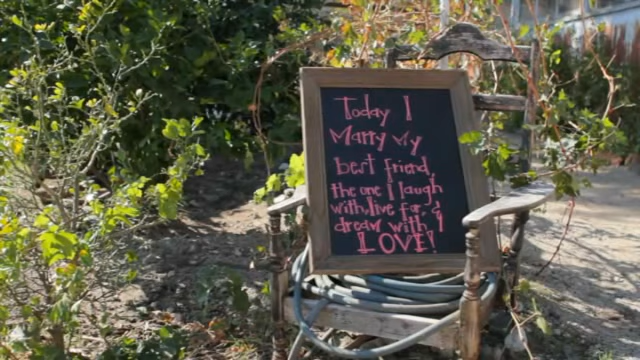 Today I
Marry My
best friend,
the one I laugh
with, live for, &
dream with, I
LOVE!